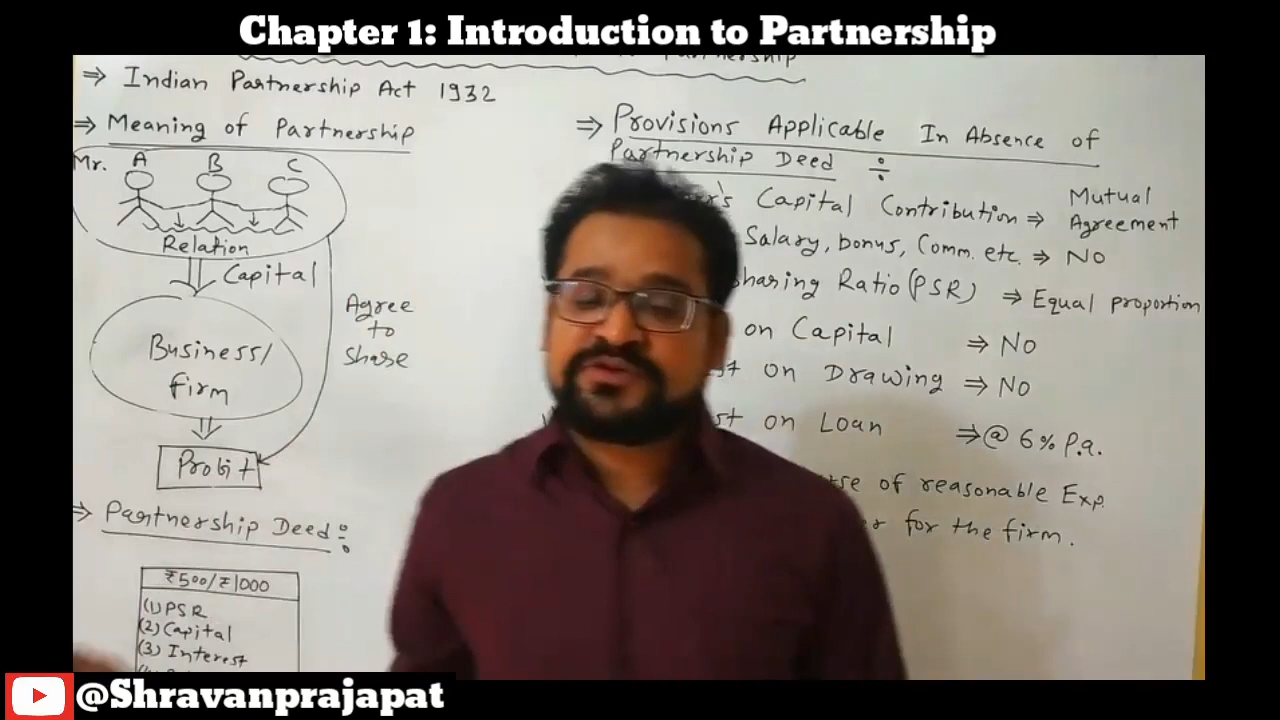 Chapter 1: Introduction to Partnership
⇒ Indian Partnership Act 1932
⇒ Meaning of Partnership
Mr. A B C
Relation
Capital
Business/
firm
Agree
to
Share
Profit
⇒ Partnership Deed :-
₹500/₹1000
(1) PSR
(2) Capital
(3) Interest
⇒ Provisions Applicable In Absence of
Partnership Deed ÷
Capital Contribution ⇒ Mutual Agreement
Salary, bonus, Comm. etc. ⇒ NO
sharing Ratio (PSR) ⇒ Equal proportion
on Capital ⇒ No
on Drawing ⇒ No
on Loan ⇒ @ 6% P.a.
of reasonable Exp.
for the firm.
@Shravanprajapat